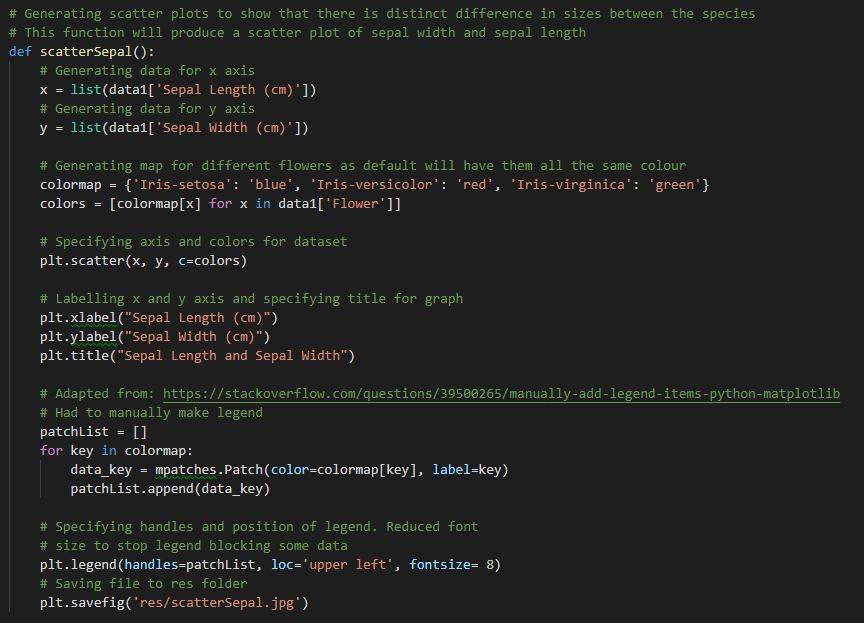 # Generating scatter plots to show that there is distinct difference in sizes between the species
# This function will produce a scatter plot of sepal width and sepal length
def scatterSepal():
    # Generating data for x axis
    x = list(data1['Sepal Length (cm)'])
    # Generating data for y axis
    y = list(data1['Sepal Width (cm)'])

    # Generating map for different flowers as default will have them all the same colour
    colormap = {'Iris-setosa': 'blue', 'Iris-versicolor': 'red', 'Iris-virginica': 'green'}
    colors = [colormap[x] for x in data1['Flower']]

    # Specifying axis and colors for dataset
    plt.scatter(x, y, c=colors)

    # Labelling x and y axis and specifying title for graph
    plt.xlabel("Sepal Length (cm)")
    plt.ylabel("Sepal Width (cm)")
    plt.title("Sepal Length and Sepal Width")

    # Adapted from: https://stackoverflow.com/questions/39500265/manually-add-legend-items-python-matplotlib
    # Had to manually make legend
    patchList = []
    for key in colormap:
        data_key = mpatches.Patch(color=colormap[key], label=key)
        patchList.append(data_key)

    # Specifying handles and position of legend. Reduced font
    # size to stop legend blocking some data
    plt.legend(handles=patchList, loc='upper left', fontsize= 8)
    # Saving file to res folder
    plt.savefig('res/scatterSepal.jpg')